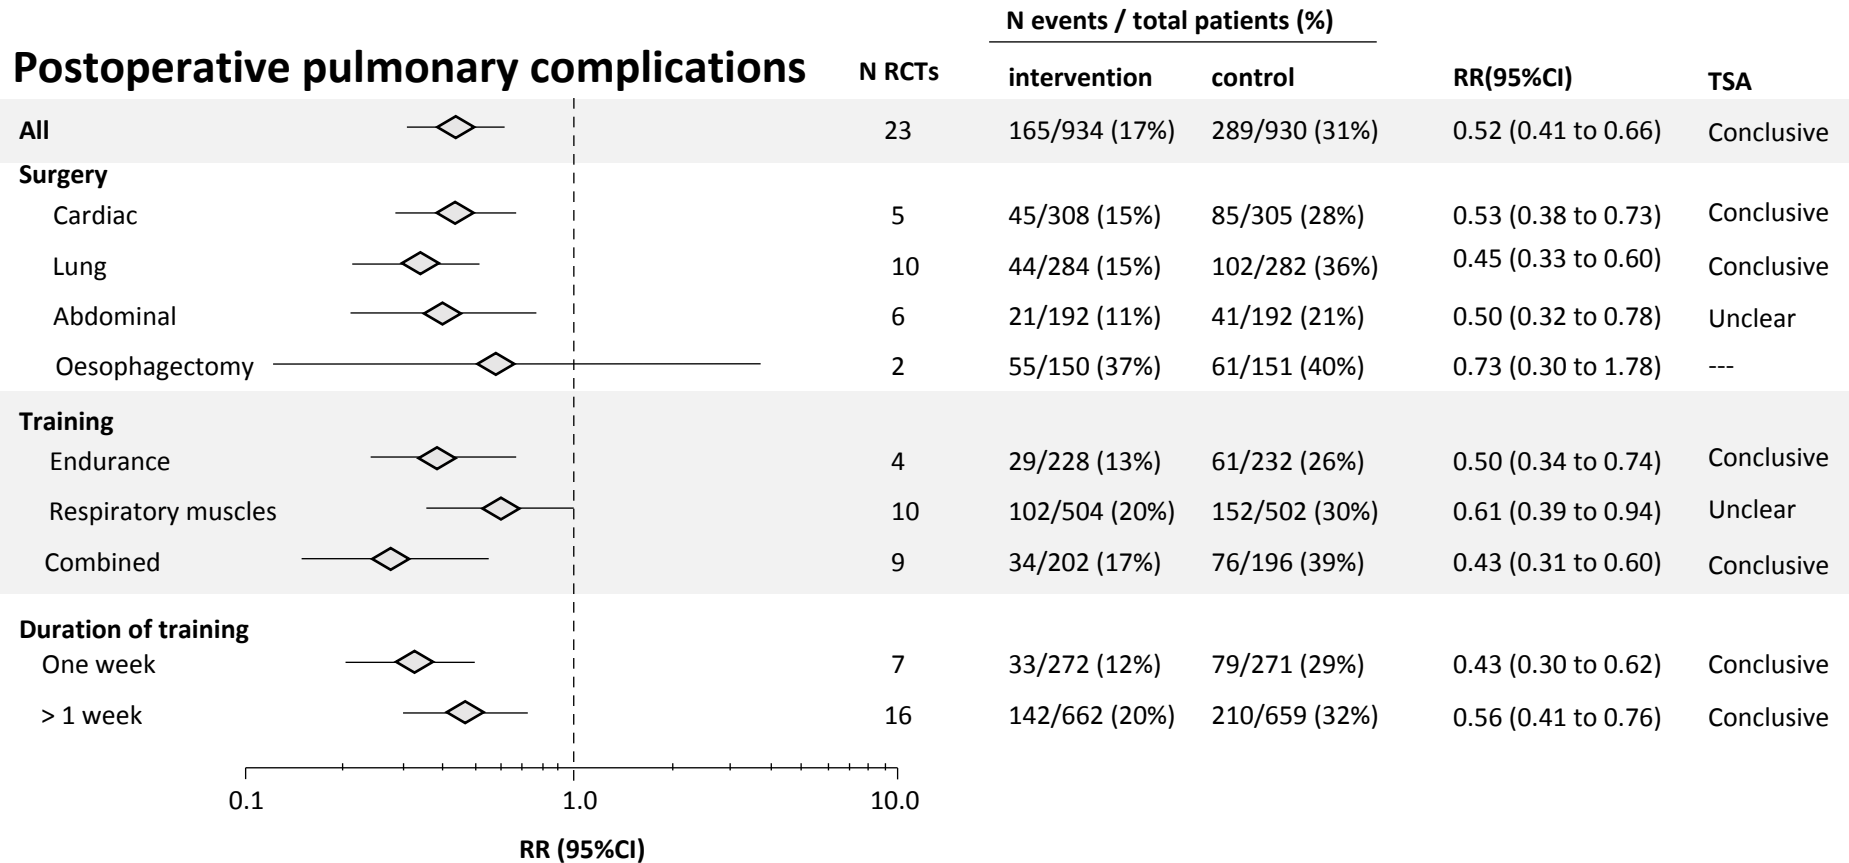 N events / total patients (%)
Postoperative pulmonary complications N RCTs intervention control RR(95%CI) TSA
All 23 165/934 (17%) 289/930 (31%) 0.52 (0.41 to 0.66) Conclusive
Surgery
Cardiac 5 45/308 (15%) 85/305 (28%) 0.53 (0.38 to 0.73) Conclusive
Lung 10 44/284 (15%) 102/282 (36%) 0.45 (0.33 to 0.60) Conclusive
Abdominal 6 21/192 (11%) 41/192 (21%) 0.50 (0.32 to 0.78) Unclear
Oesophagectomy 2 55/150 (37%) 61/151 (40%) 0.73 (0.30 to 1.78) ---
Training
Endurance 4 29/228 (13%) 61/232 (26%) 0.50 (0.34 to 0.74) Conclusive
Respiratory muscles 10 102/504 (20%) 152/502 (30%) 0.61 (0.39 to 0.94) Unclear
Combined 9 34/202 (17%) 76/196 (39%) 0.43 (0.31 to 0.60) Conclusive
Duration of training
One week 7 33/272 (12%) 79/271 (29%) 0.43 (0.30 to 0.62) Conclusive
> 1 week 16 142/662 (20%) 210/659 (32%) 0.56 (0.41 to 0.76) Conclusive
0.1 1.0 10.0
RR (95%CI)